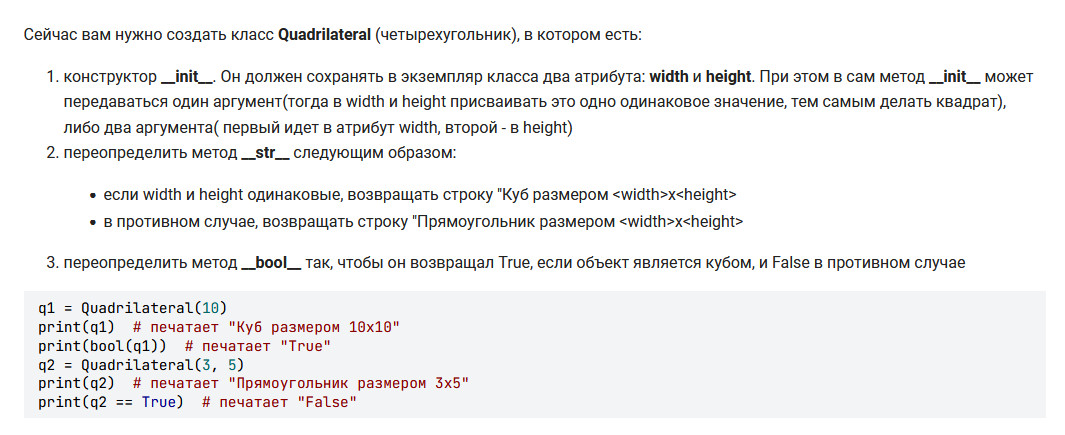 Сейчас вам нужно создать класс Quadrilateral (четырехугольник), в котором есть:
1. конструктор __init__. Он должен сохранять в экземпляр класса два атрибута: width и height. При этом в сам метод __init__ может
передаваться один аргумент(тогда в width и height присваивать это одно одинаковое значение, тем самым делать квадрат),
либо два аргумента( первый идет в атрибут width, второй - в height)
2. переопределить метод __str__ следующим образом:
• если width и height одинаковые, возвращать строку "Куб размером <width>x<height>
• в противном случае, возвращать строку "Прямоугольник размером <width>x<height>
3. переопределить метод __bool__ так, чтобы он возвращал True, если объект является кубом, и False в противном случае
q1 = Quadrilateral(10)
print(q1)  # печатает "Куб размером 10х10"
print(bool(q1))  # печатает "True"
q2 = Quadrilateral(3, 5)
print(q2)  # печатает "Прямоугольник размером 3х5"
print(q2 == True)  # печатает "False"